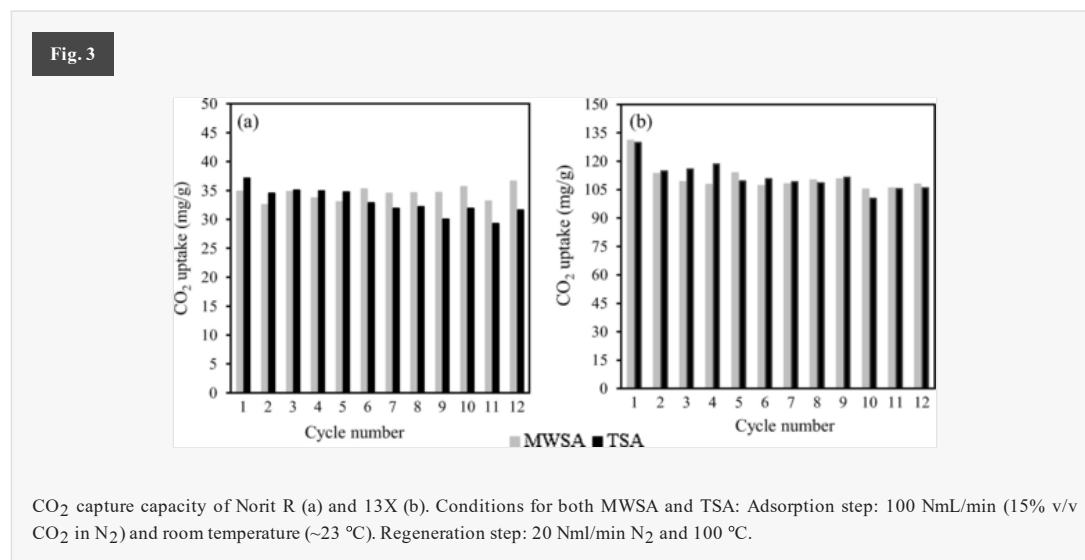 Fig. 3
50
45
40
35
30
25
20
15
10
5
0
CO₂ uptake (mg/g)
(a)
1 2 3 4 5 6 7 8 9 10 11 12
Cycle number
150
135
120
105
90
75
60
45
30
15
0
CO₂ uptake (mg/g)
(b)
1 2 3 4 5 6 7 8 9 10 11 12
Cycle number
MWSA TSA
CO₂ capture capacity of Norit R (a) and 13X (b). Conditions for both MWSA and TSA: Adsorption step: 100 NmL/min (15% v/v
CO₂ in N₂) and room temperature (~23 °C). Regeneration step: 20 Nml/min N₂ and 100 °C.